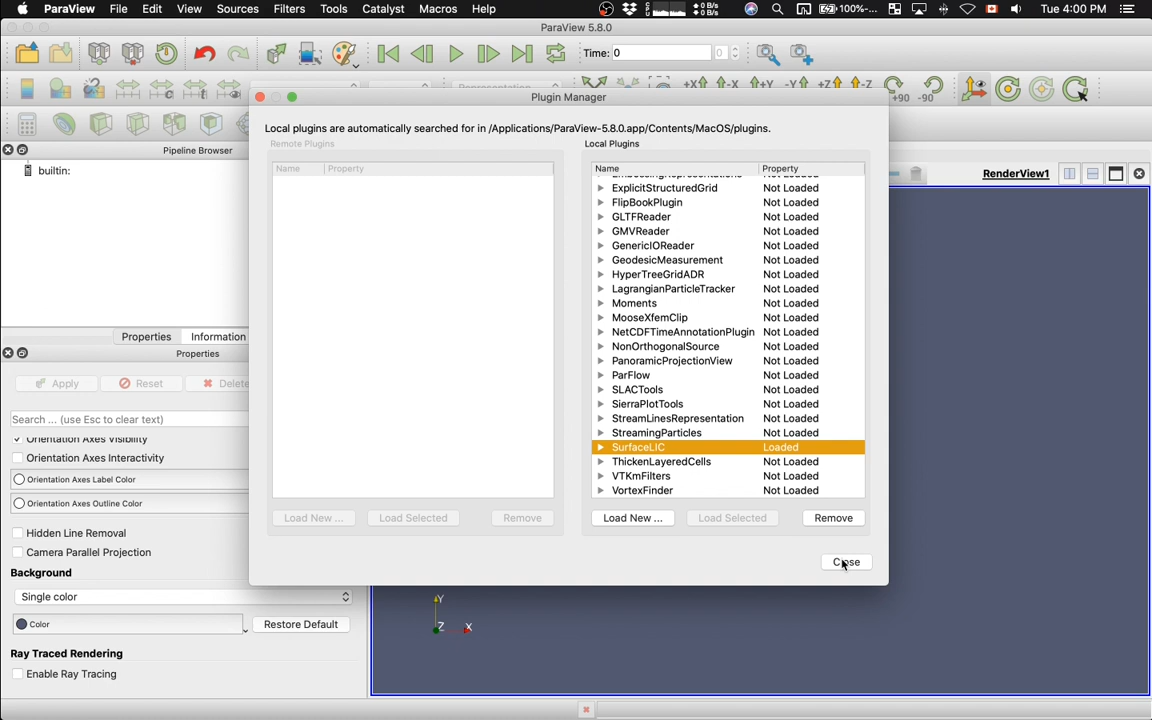 ParaView File Edit View Sources Filters Tools Catalyst Macros Help 100%... Tue 4:00 PM
ParaView 5.8.0
Time: 0 0
Representation
+X -X +Y -Y +Z -Z +90 -90
Plugin Manager
Local plugins are automatically searched for in /Applications/ParaView-5.8.0.app/Contents/MacOS/plugins.
Remote Plugins
Local Plugins
Name Property
Name Property
ExplicitStructuredGrid Not Loaded
FlipBookPlugin Not Loaded
GLTFReader Not Loaded
GMVReader Not Loaded
GenericIOReader Not Loaded
GeodesicMeasurement Not Loaded
HyperTreeGridADR Not Loaded
LagrangianParticleTracker Not Loaded
Moments Not Loaded
MooseXfemClip Not Loaded
NetCDFTimeAnnotationPlugin Not Loaded
NonOrthogonalSource Not Loaded
PanoramicProjectionView Not Loaded
ParFlow Not Loaded
SLACTools Not Loaded
SierraPlotTools Not Loaded
StreamLinesRepresentation Not Loaded
StreamingParticles Not Loaded
SurfaceLIC Loaded
ThickenLayeredCells Not Loaded
VTKmFilters Not Loaded
VortexFinder Not Loaded
Load New ... Load Selected Remove
Load New ... Load Selected Remove
Close
Pipeline Browser
builtin:
RenderView1
Properties Information
Properties
Apply Reset Delete
Search ... (use Esc to clear text)
Orientation Axes Visibility
Orientation Axes Interactivity
Orientation Axes Label Color
Orientation Axes Outline Color
Hidden Line Removal
Camera Parallel Projection
Background
Single color
Color Restore Default
Ray Traced Rendering
Enable Ray Tracing
Y
Z X